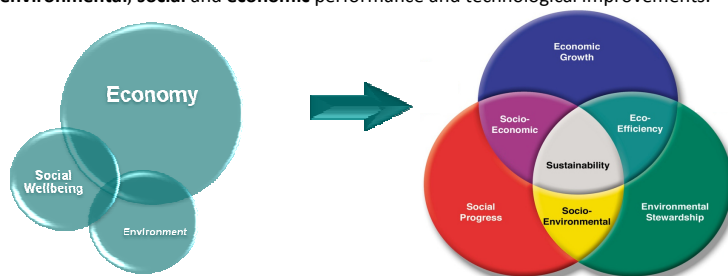 environmental, social and economic performance and technological improvements.
Economy
Social
Wellbeing
Environment
Economic
Growth
Socio-
Economic
Eco-
Efficiency
Sustainability
Social
Progress
Socio-
Environmental
Environmental
Stewardship